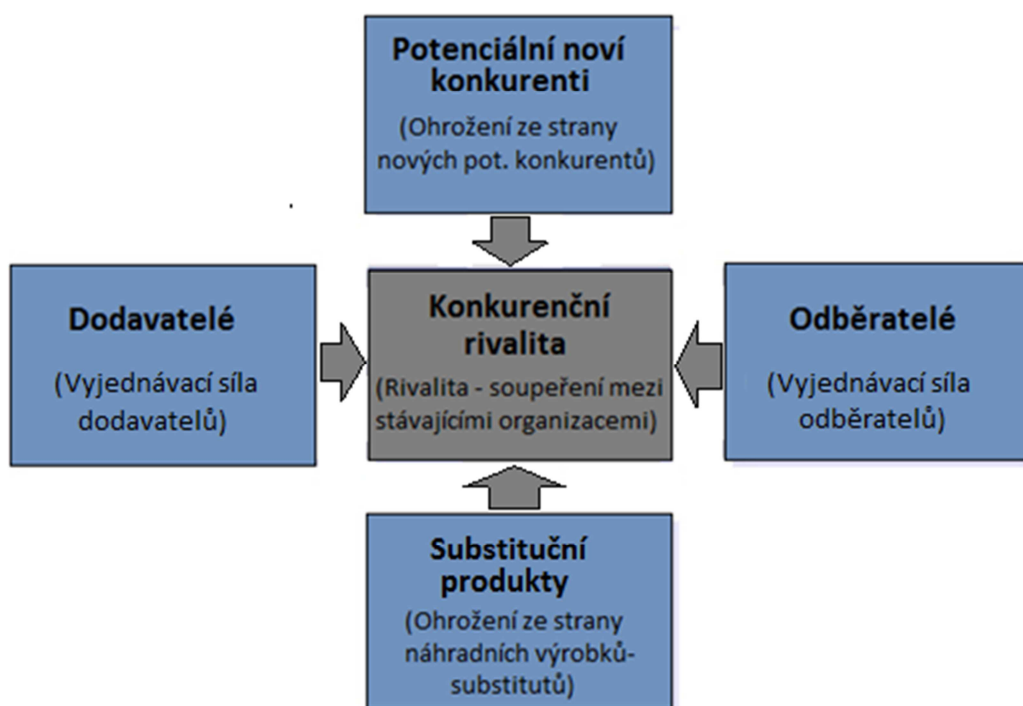 Potenciální noví
konkurenti
(Ohrožení ze strany
nových pot. konkurentů)
Dodavatelé
(Vyjednávací síla
dodavatelů)
Konkurenční
rivalita
(Rivalita - soupeření mezi
stávajícími organizacemi)
Odběratelé
(Vyjednávací síla
odběratelů)
Substituční
produkty
(Ohrožení ze strany
náhradních výrobků-
substitutů)